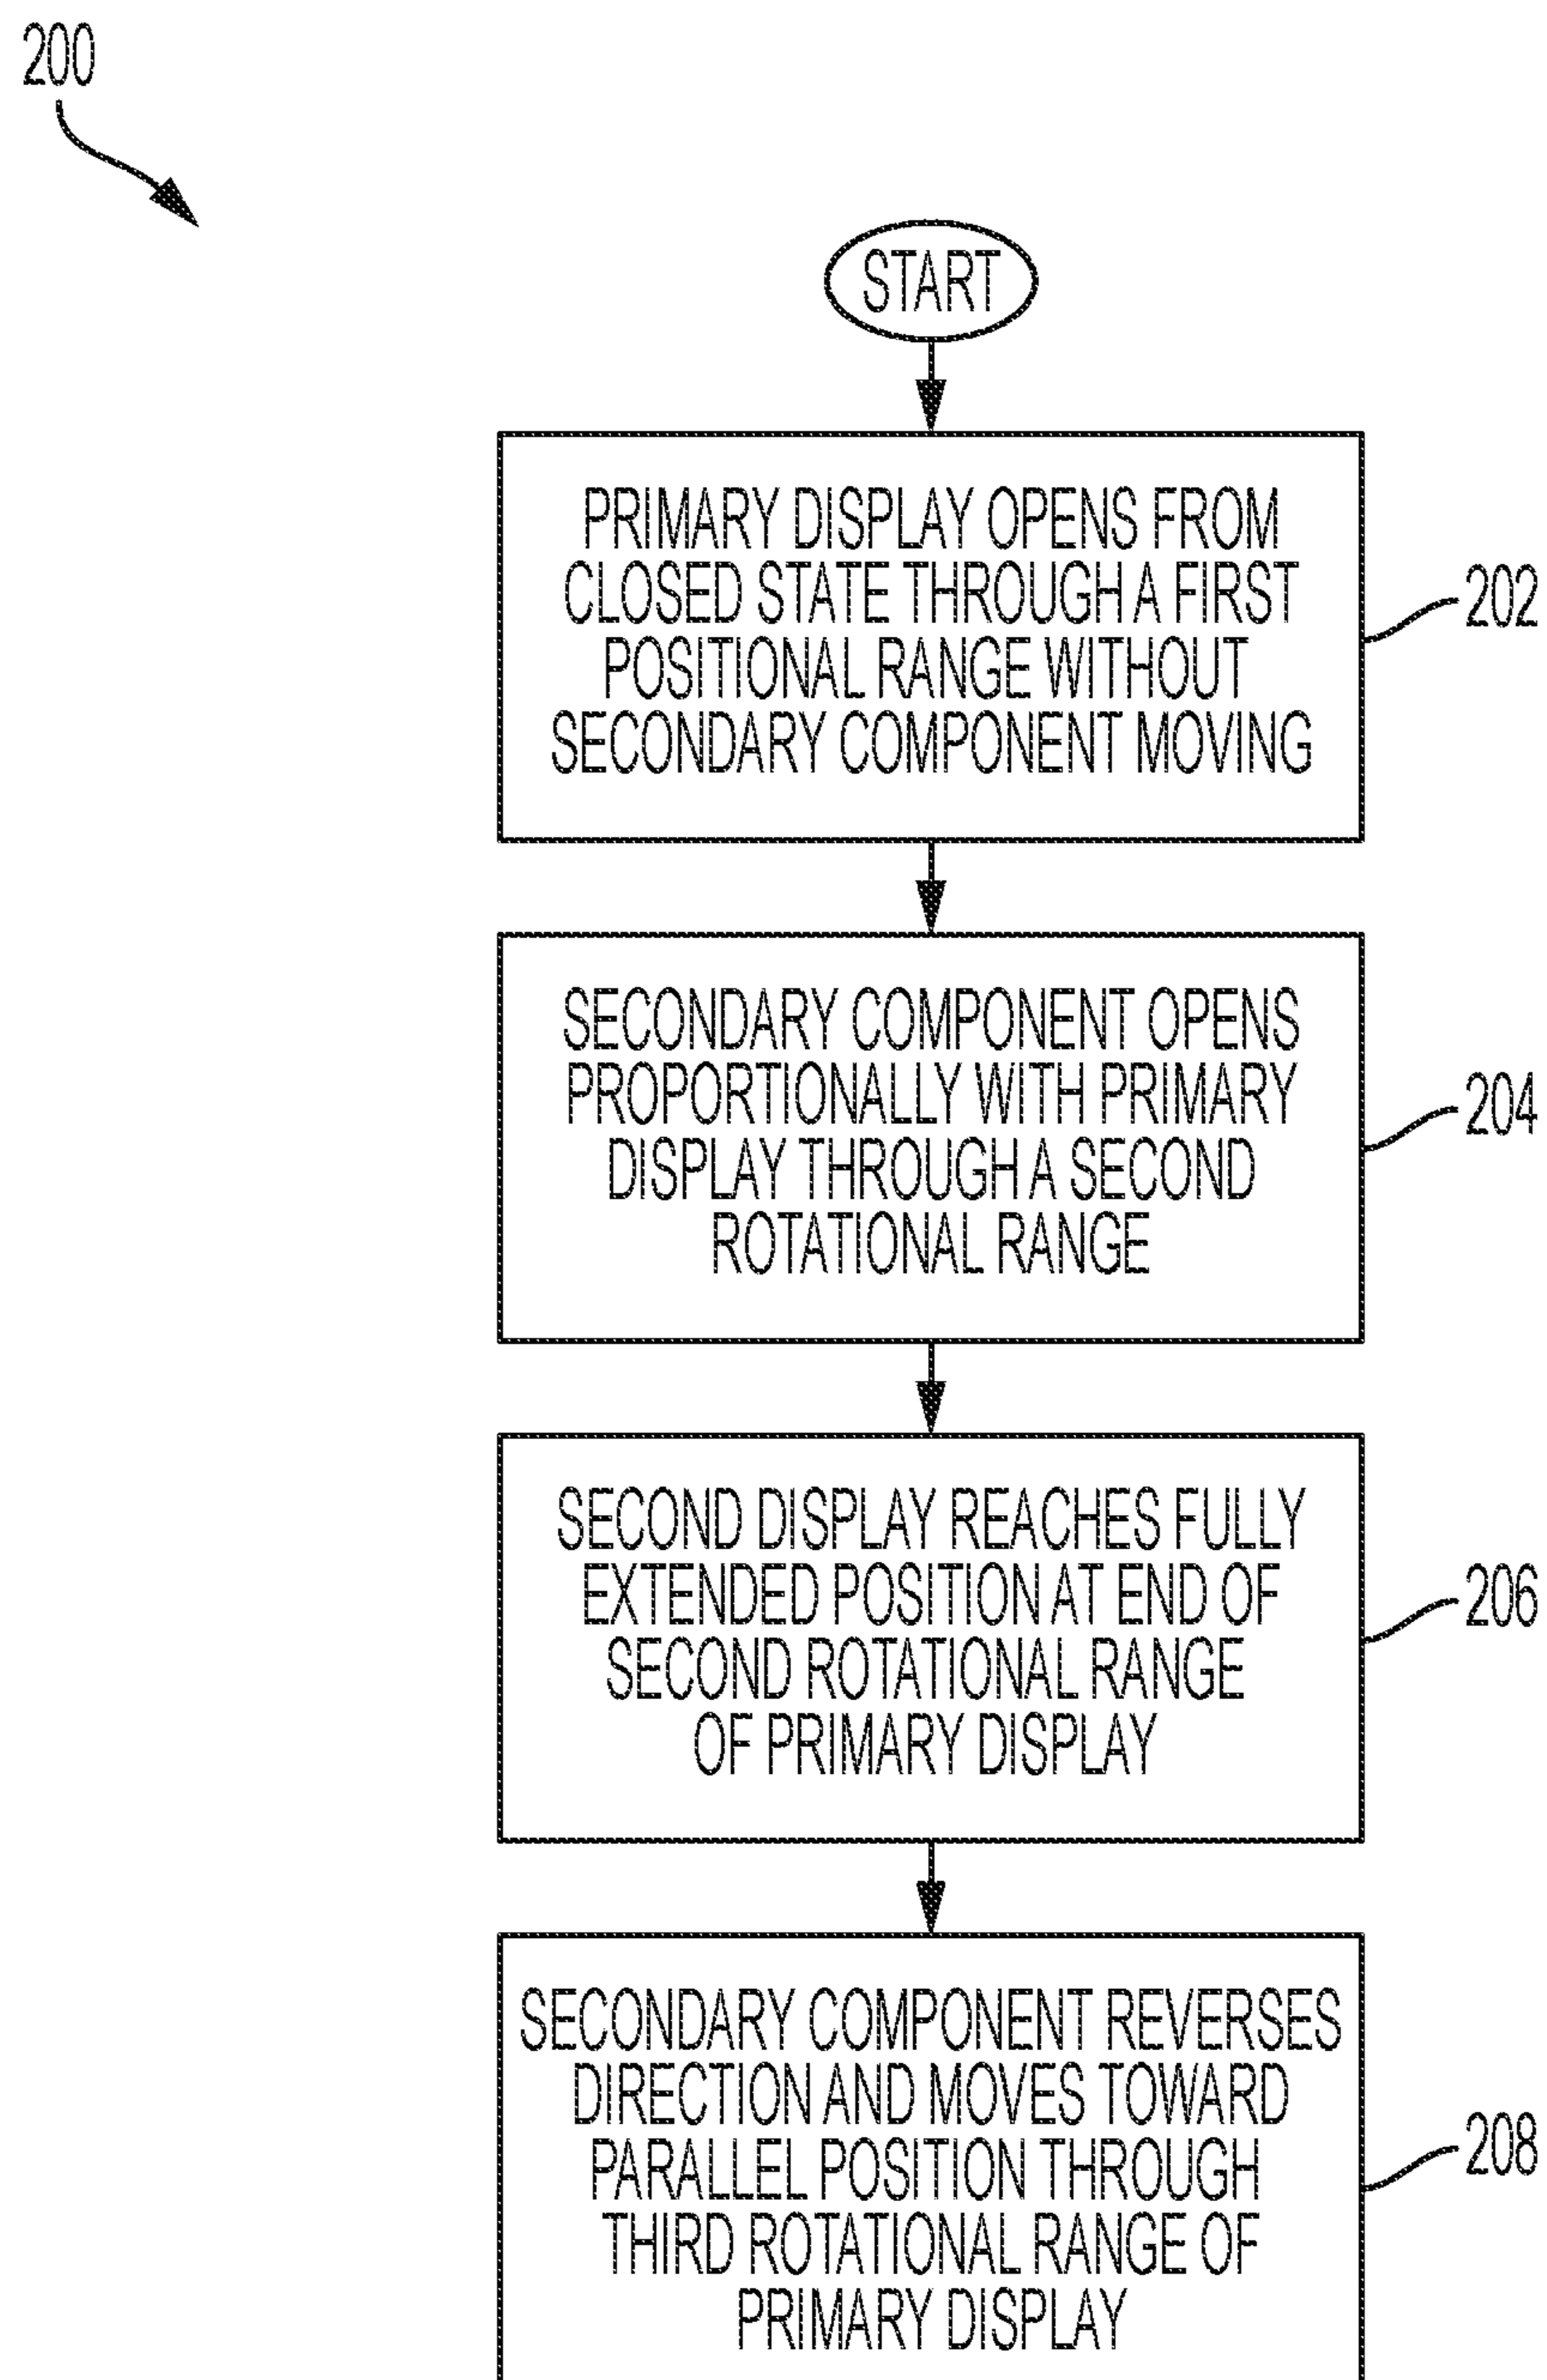 200
START
PRIMARY DISPLAY OPENS FROM
CLOSED STATE THROUGH A FIRST
POSITIONAL RANGE WITHOUT
SECONDARY COMPONENT MOVING
202
SECONDARY COMPONENT OPENS
PROPORTIONALLY WITH PRIMARY
DISPLAY THROUGH A SECOND
ROTATIONAL RANGE
204
SECOND DISPLAY REACHES FULLY
EXTENDED POSITION AT END OF
SECOND ROTATIONAL RANGE
OF PRIMARY DISPLAY
206
SECONDARY COMPONENT REVERSES
DIRECTION AND MOVES TOWARD
PARALLEL POSITION THROUGH
THIRD ROTATIONAL RANGE OF
PRIMARY DISPLAY
208